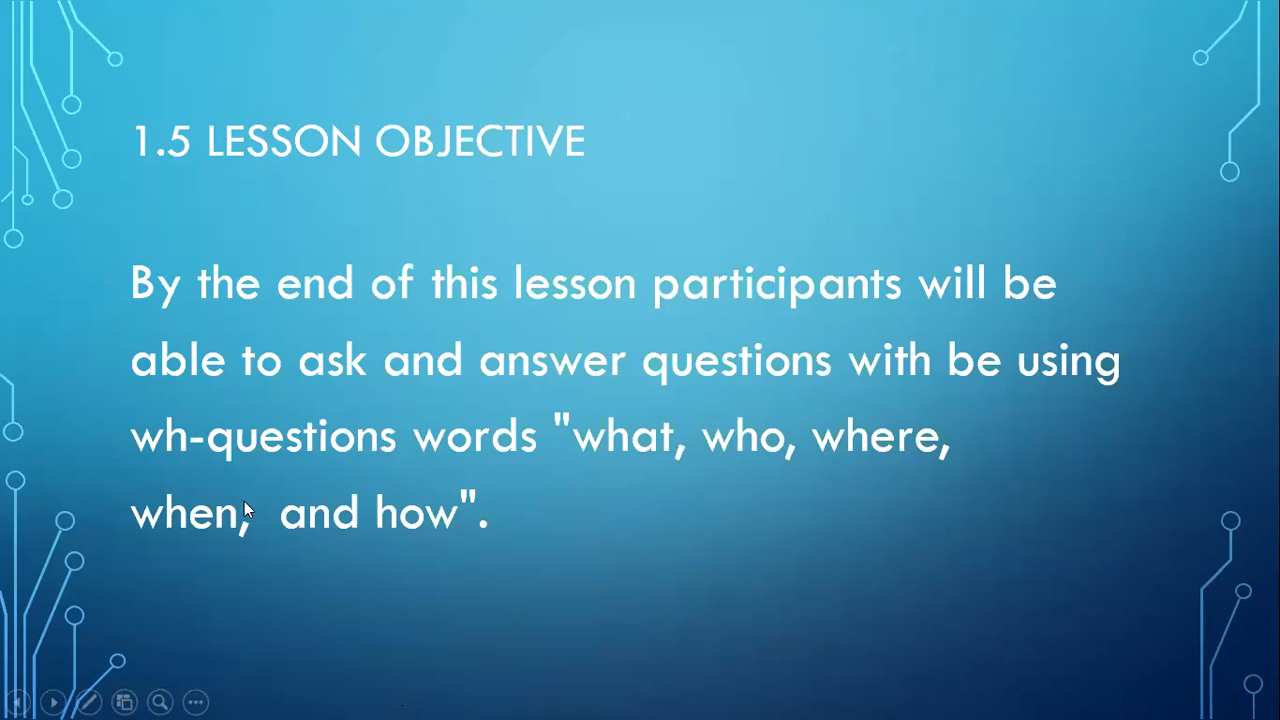 1.5 LESSON OBJECTIVE
By the end of this lesson participants will be
able to ask and answer questions with be using
wh-questions words "what, who, where,
when,  and how".